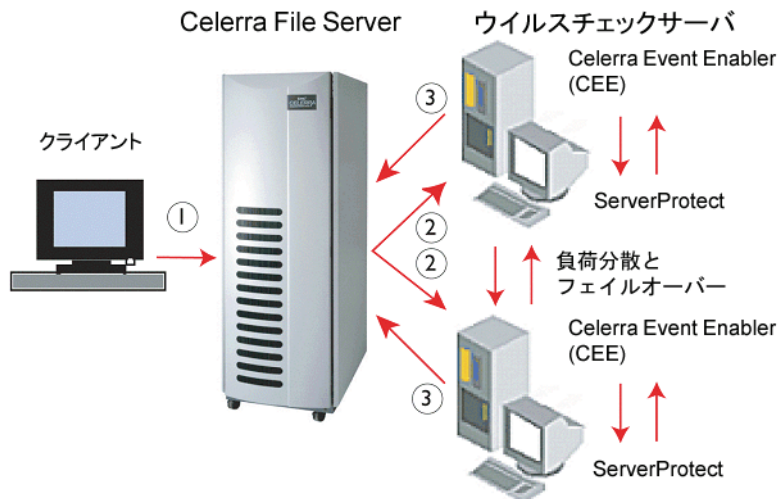 Celerra File Server
ウイルスチェックサーバ
Celerra Event Enabler
(CEE)
③
CELERRA
クライアント
①
ServerProtect
②
②
負荷分散と
フェイルオーバー
Celerra Event Enabler
(CEE)
③
ServerProtect